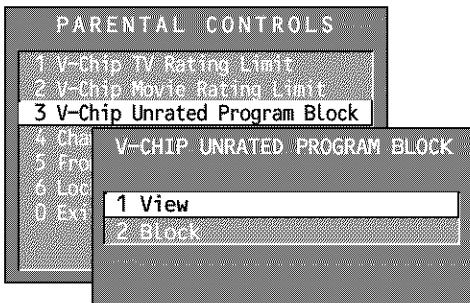 PARENTAL CONTROLS
1 V-Chip TV Rating Limit
2 V-Chip Movie Rating Limit
3 V-Chip Unrated Program Block
4 Cha
5 Fro
6 Loc
0 Exi
V-CHIP UNRATED PROGRAM BLOCK
1 View
2 Block